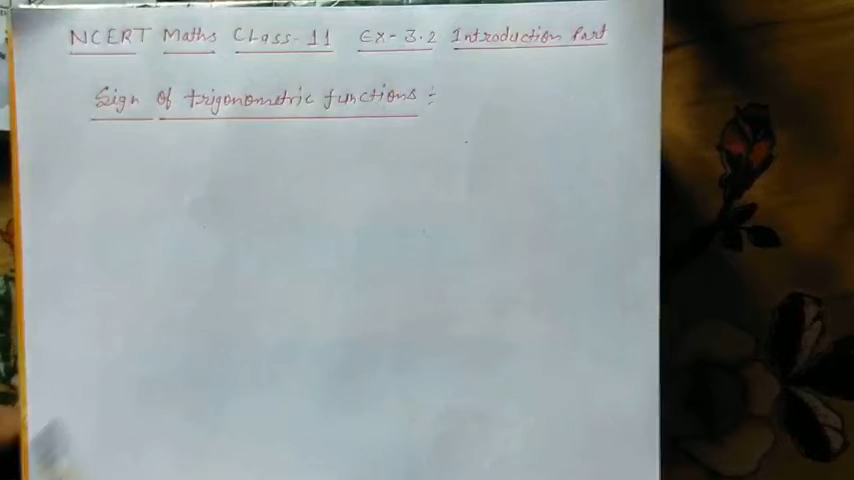 NCERT Maths Class-11 Ex-3.2 Introduction Part
Sign of trigonometric functions :